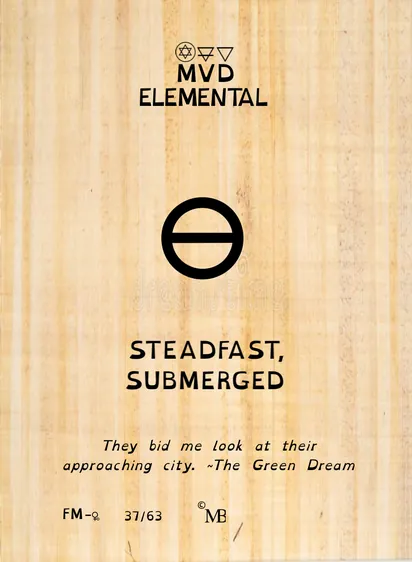 MVD
ELEMENTAL
STEADFAST,
SUBMERGED
They bid me look at their
approaching city. ~The Green Dream
FM-♀ 37/63 © MB